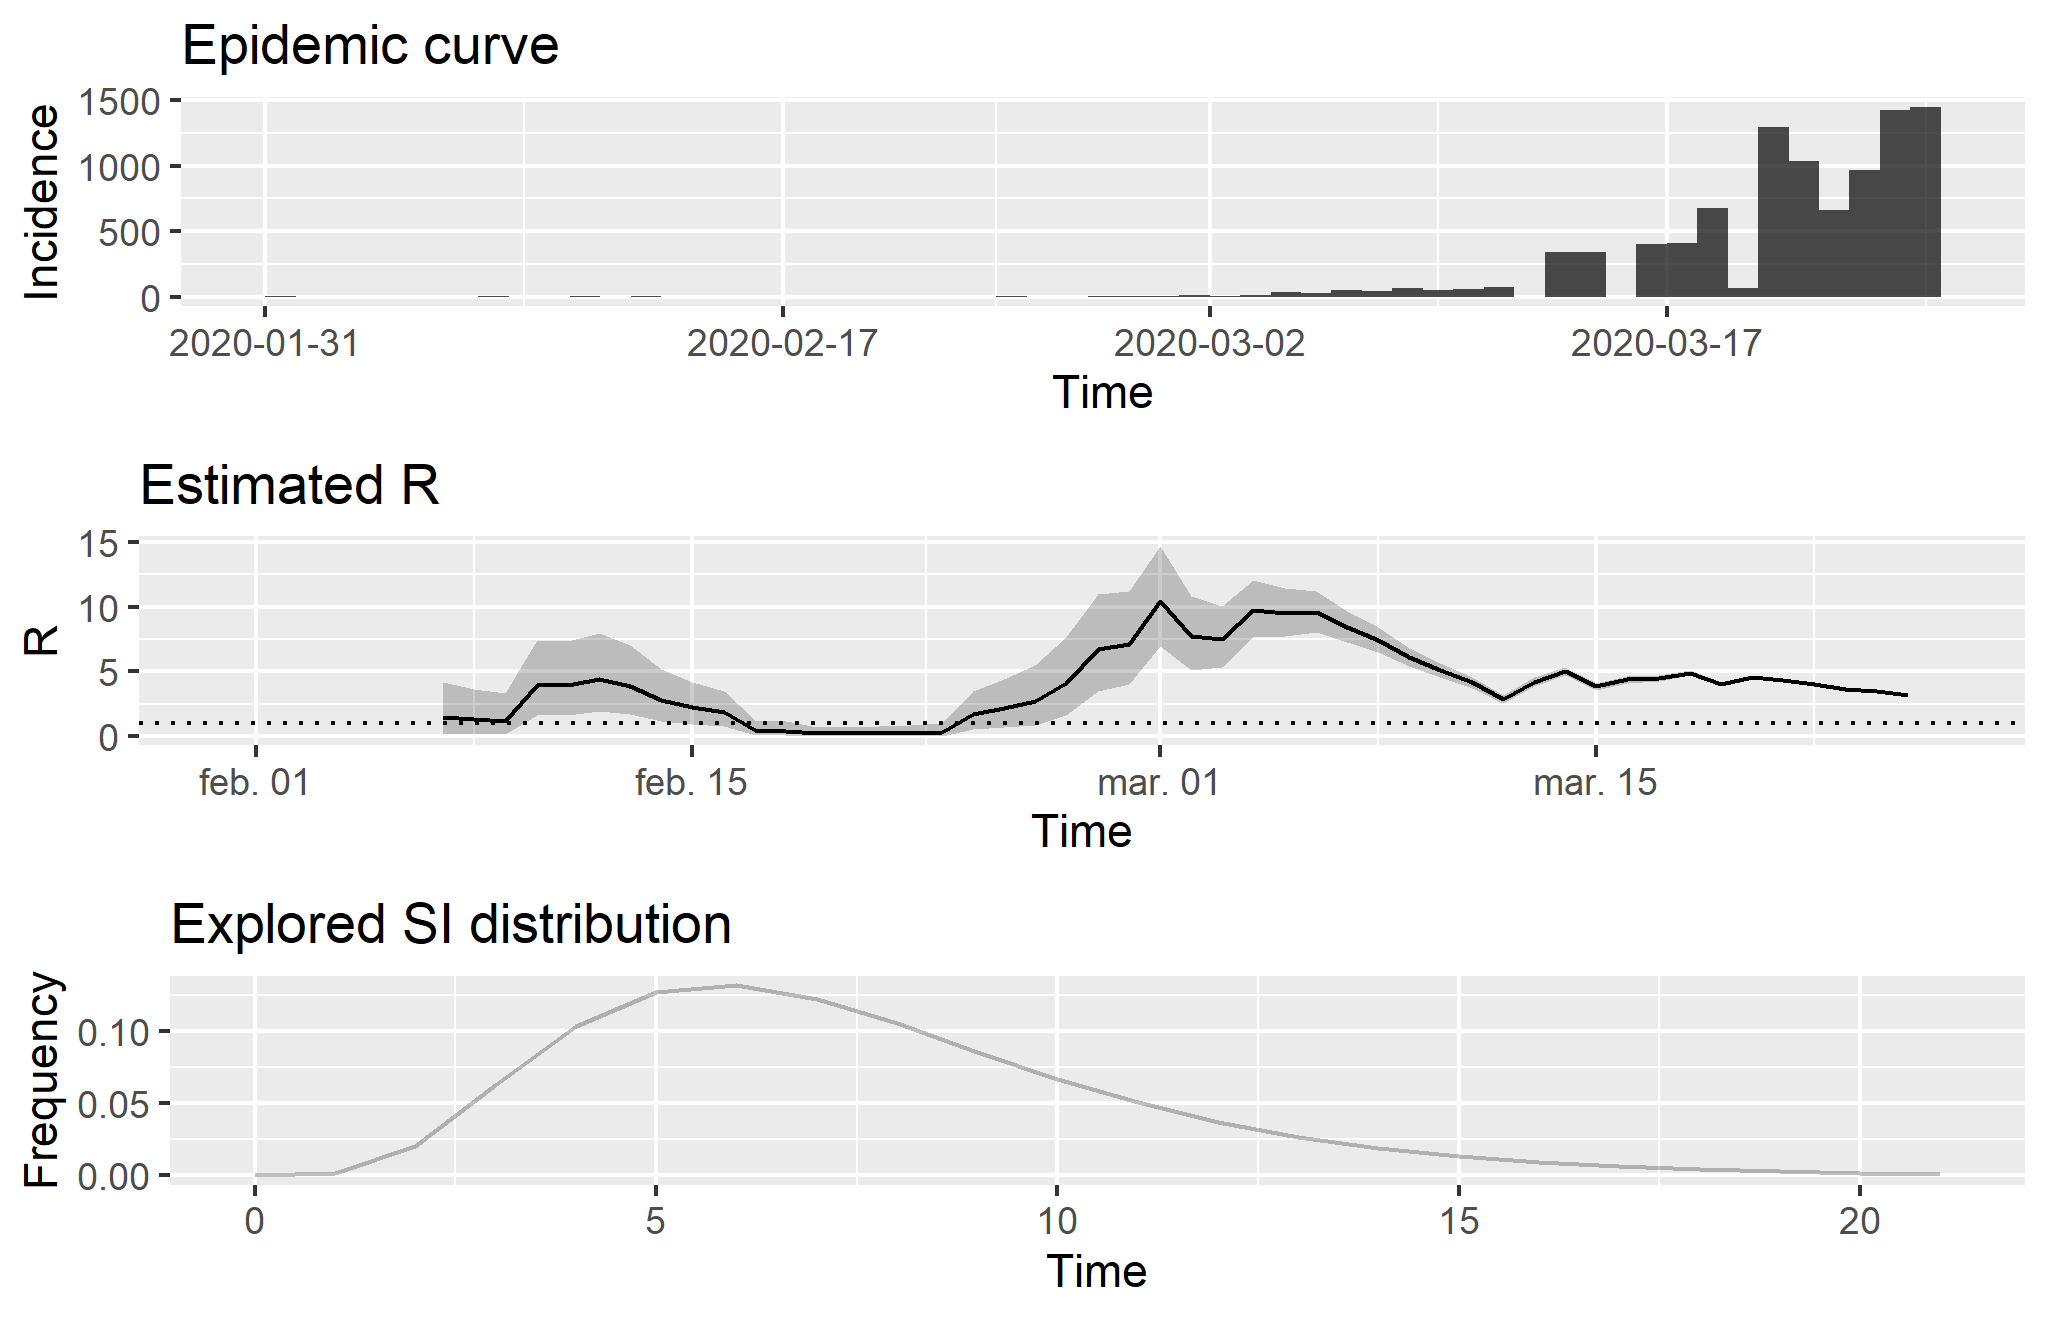 Epidemic curve
Incidence
1500
1000
500
0
2020-01-31 2020-02-17 2020-03-02 2020-03-17
Time
Estimated R
R
15
10
5
0
feb. 01 feb. 15 mar. 01 mar. 15
Time
Explored SI distribution
Frequency
0.10
0.05
0.00
0 5 10 15 20
Time